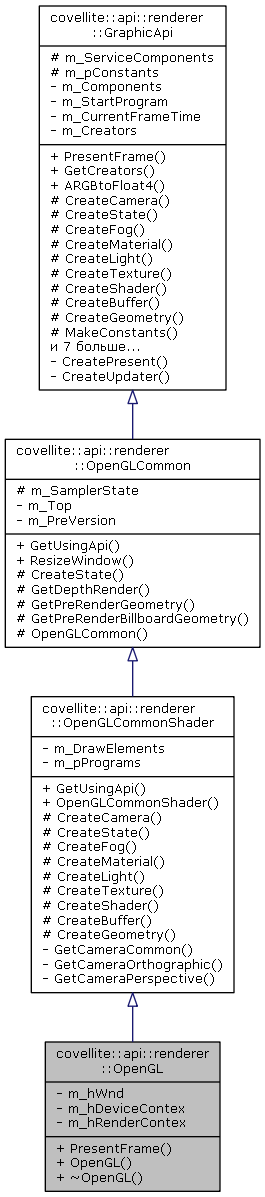 covellite::api::renderer
::GraphicApi
# m_ServiceComponents
# m_pConstants
- m_Components
- m_StartProgram
- m_CurrentFrameTime
- m_Creators
+ PresentFrame()
+ GetCreators()
+ ARGBtoFloat4()
# CreateCamera()
# CreateState()
# CreateFog()
# CreateMaterial()
# CreateLight()
# CreateTexture()
# CreateShader()
# CreateBuffer()
# CreateGeometry()
# MakeConstants()
и 7 больше...
- CreatePresent()
- CreateUpdater()
covellite::api::renderer
::OpenGLCommon
# m_SamplerState
- m_Top
- m_PreVersion
+ GetUsingApi()
+ ResizeWindow()
# CreateState()
# GetDepthRender()
# GetPreRenderGeometry()
# GetPreRenderBillboardGeometry()
# OpenGLCommon()
covellite::api::renderer
::OpenGLCommonShader
- m_DrawElements
- m_pPrograms
+ GetUsingApi()
+ OpenGLCommonShader()
# CreateCamera()
# CreateState()
# CreateFog()
# CreateMaterial()
# CreateLight()
# CreateTexture()
# CreateShader()
# CreateBuffer()
# CreateGeometry()
- GetCameraCommon()
- GetCameraOrthographic()
- GetCameraPerspective()
covellite::api::renderer
::OpenGL
- m_hWnd
- m_hDeviceContex
- m_hRenderContex
+ PresentFrame()
+ OpenGL()
+ ~OpenGL()